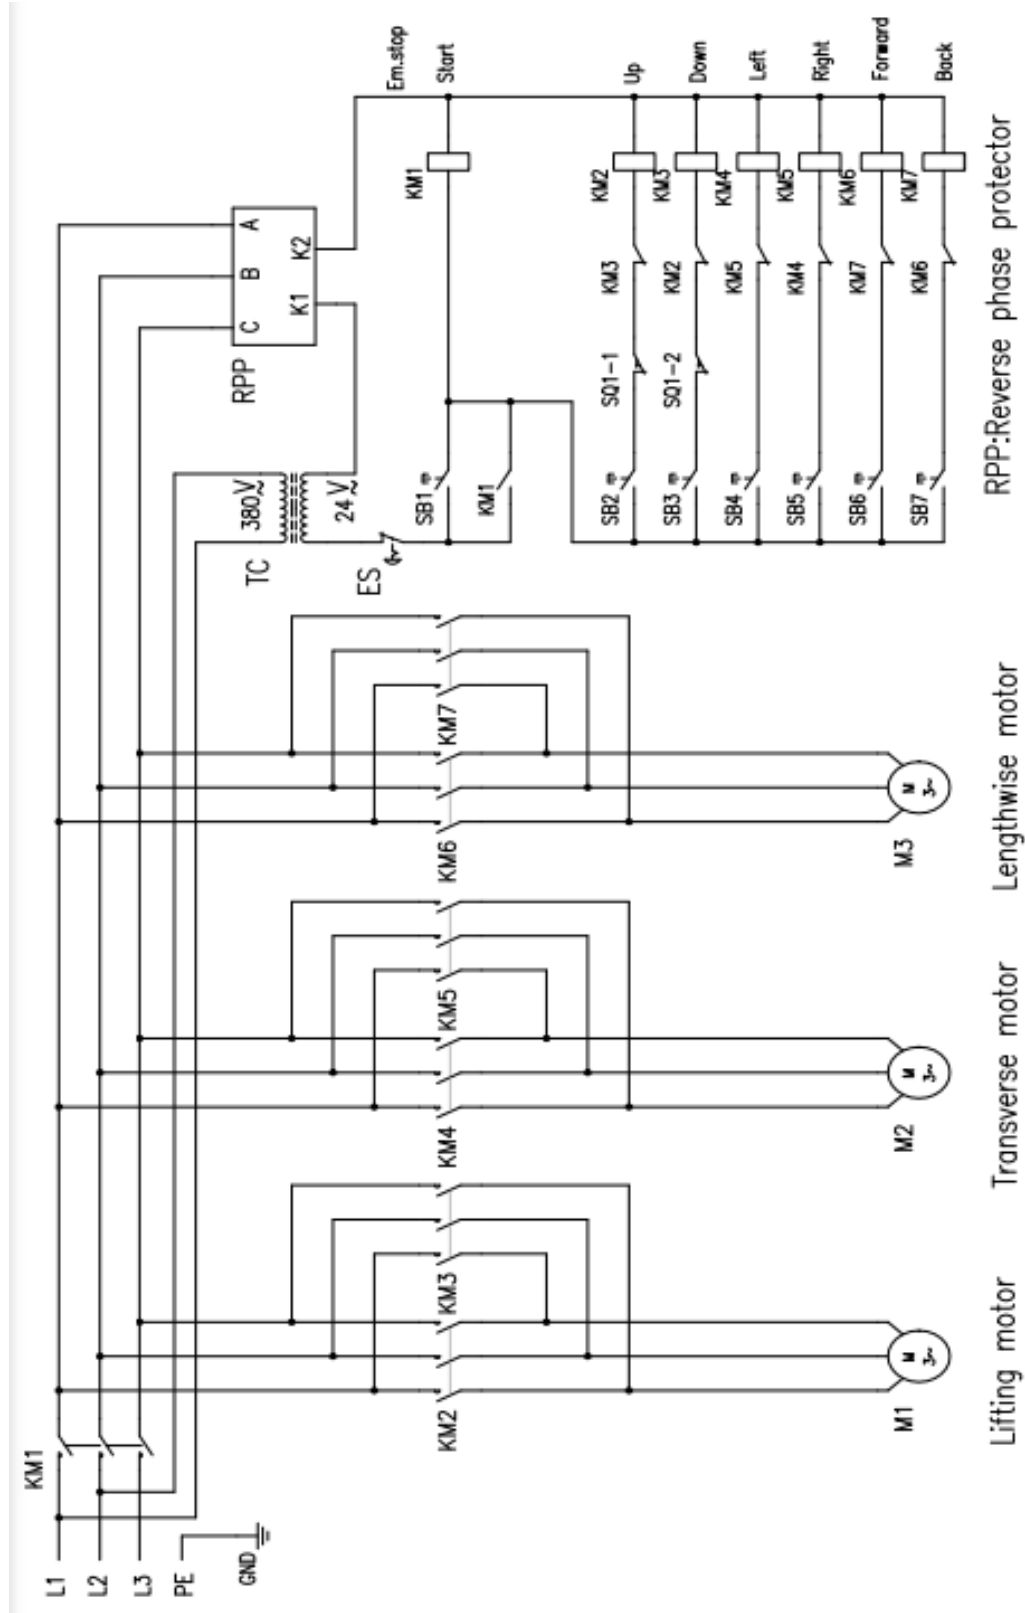 L1
L2
L3
PE
GND
KM1
KM2
KM3
KM4
KM5
KM6
KM7
M
3~
M1
Lifting motor
M
3~
M2
Transverse motor
M
3~
M3
Lengthwise motor
TC
380V~
24V~
ES
RPP
C
B
A
K1
K2
Em.stop
SB1
KM1
KM1
Start
SB2
SQ1-1
KM3
KM2
Up
SB3
SQ1-2
KM2
KM3
Down
SB4
KM5
KM4
Left
SB5
KM4
KM5
Right
SB6
KM7
KM6
Forward
SB7
KM6
KM7
Back
RPP:Reverse phase protector